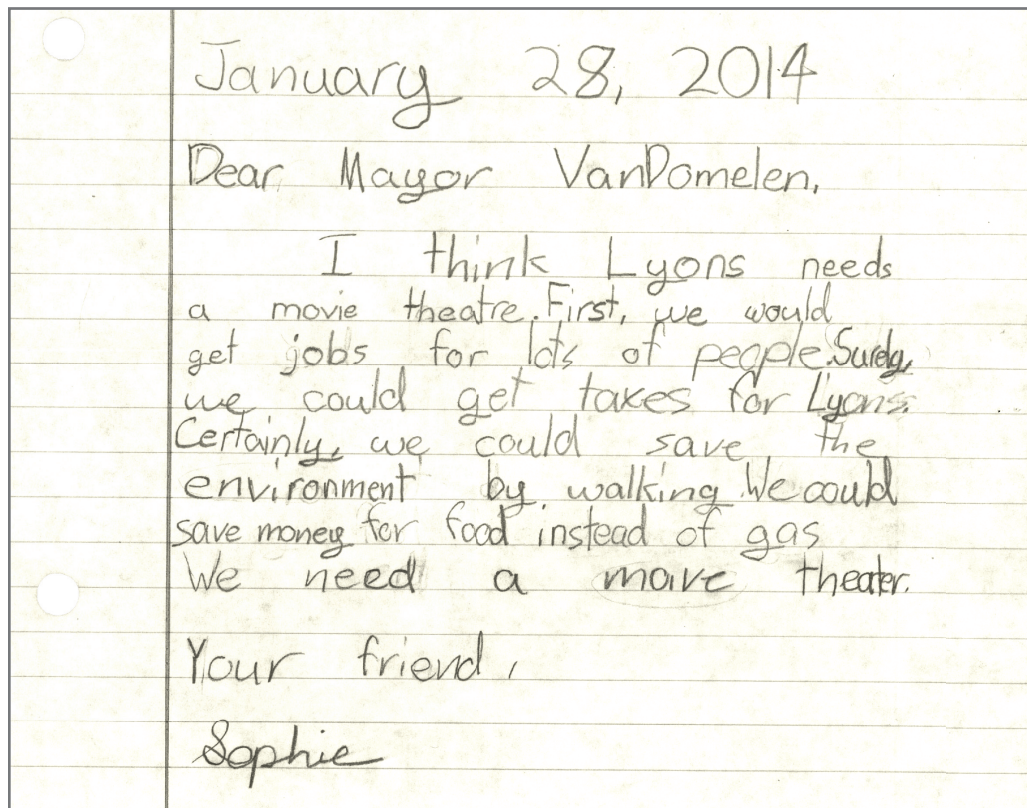 January 28, 2014
Dear Mayor VanDomelen,
I think Lyons needs
a movie theatre. First, we would
get jobs for lots of people. Surely,
we could get taxes for Lyons.
Certainly, we could save the
environment by walking. We could
save money for food instead of gas
We need a moive theater.
Your friend,
Sophie